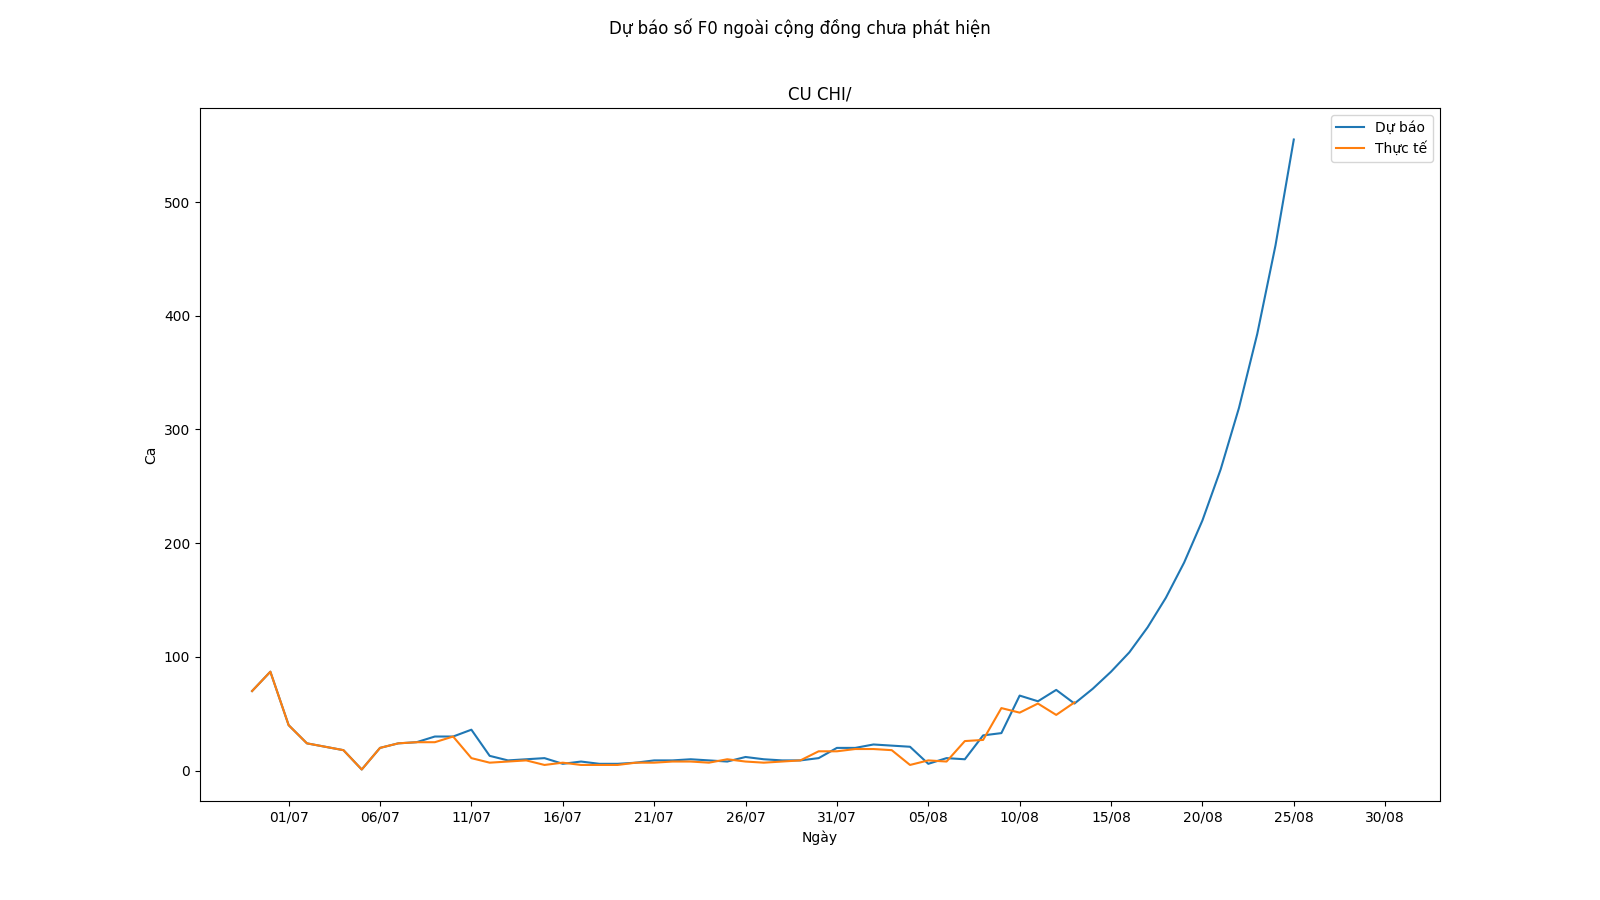 Dự báo số F0 ngoài cộng đồng chưa phát hiện
CU CHI/
Dự báo
Thực tế
500
400
300
200
100
0
Ca
01/07 06/07 11/07 16/07 21/07 26/07 31/07 05/08 10/08 15/08 20/08 25/08 30/08
Ngày